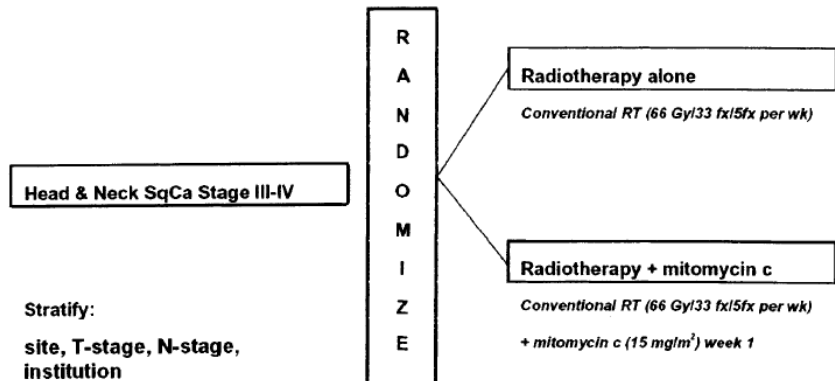 Head & Neck SqCa Stage III-IV
Stratify:
site, T-stage, N-stage,
institution
R
A
N
D
O
M
I
Z
E
Radiotherapy alone
Conventional RT (66 Gy/33 fx/5fx per wk)
Radiotherapy + mitomycin c
Conventional RT (66 Gy/33 fx/5fx per wk)
+ mitomycin c (15 mg/m²) week 1